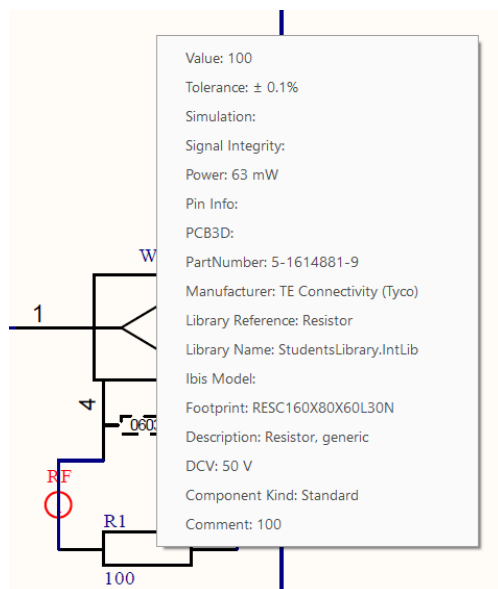 Value: 100
Tolerance: ± 0.1%
Simulation:
Signal Integrity:
Power: 63 mW
Pin Info:
PCB3D:
W
PartNumber: 5-1614881-9
Manufacturer: TE Connectivity (Tyco)
1
Library Reference: Resistor
Library Name: StudentsLibrary.IntLib
Ibis Model:
4
Footprint: RESC160X80X60L30N
060
Description: Resistor, generic
DCV: 50 V
RF
Component Kind: Standard
R1
Comment: 100
100